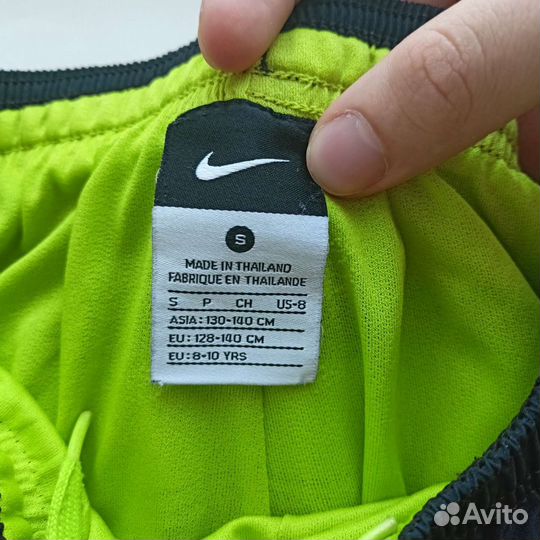 S
MADE IN THAILAND
FABRIQUE EN THAILANDE
S P CH US-8
ASIA: 130-140 CM
EU: 128-140 CM
EU: 8-10 YRS
Avito